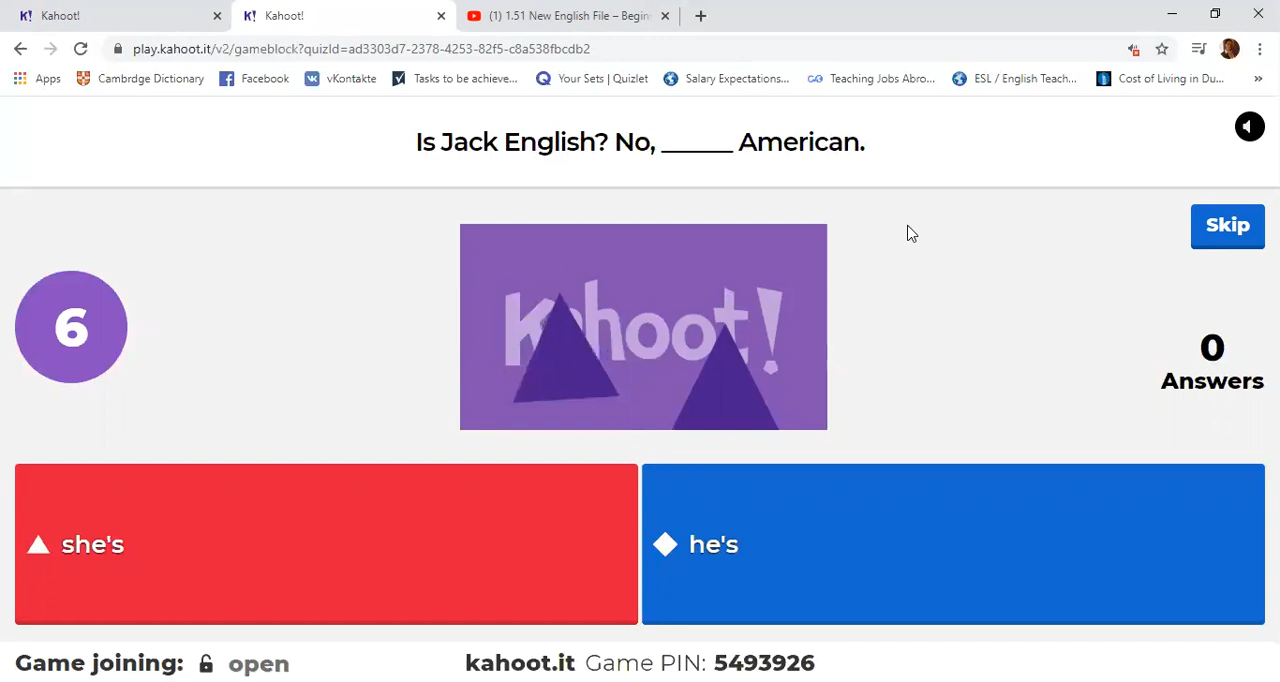 Kahoot!
Kahoot!
(1) 1.51 New English File – Begin
play.kahoot.it/v2/gameblock?quizId=ad3303d7-2378-4253-82f5-c8a538fbcdb2
Apps
Cambrdge Dictionary
Facebook
vKontakte
Tasks to be achieve...
Your Sets | Quizlet
Salary Expectations...
Teaching Jobs Abro...
ESL / English Teach...
Cost of Living in Du...
Is Jack English? No, ______ American.
Skip
6
Kahoot!
0
Answers
she's
he's
Game joining: open
kahoot.it Game PIN: 5493926